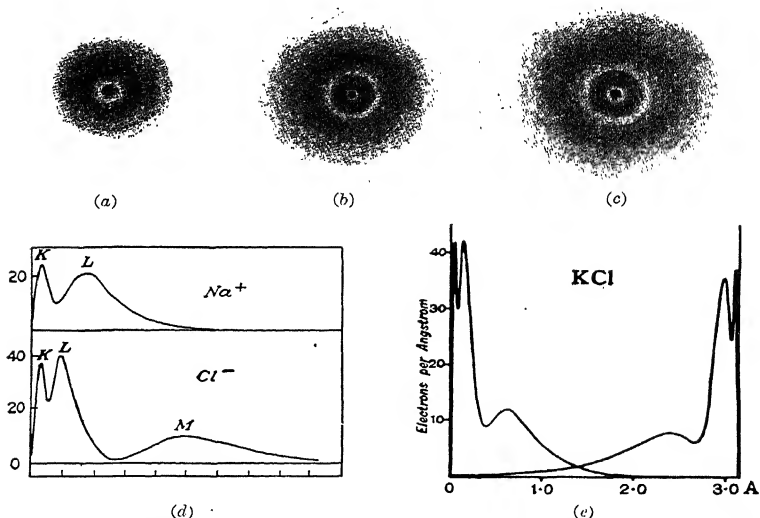 (a)
(b)
(c)
K
L
20
Na+
K
L
40
Cl−
20
M
0
(d)
Electrons per Angstrom
40
30
20
10
KCl
0
1·0
2·0
3·0 A
(e)